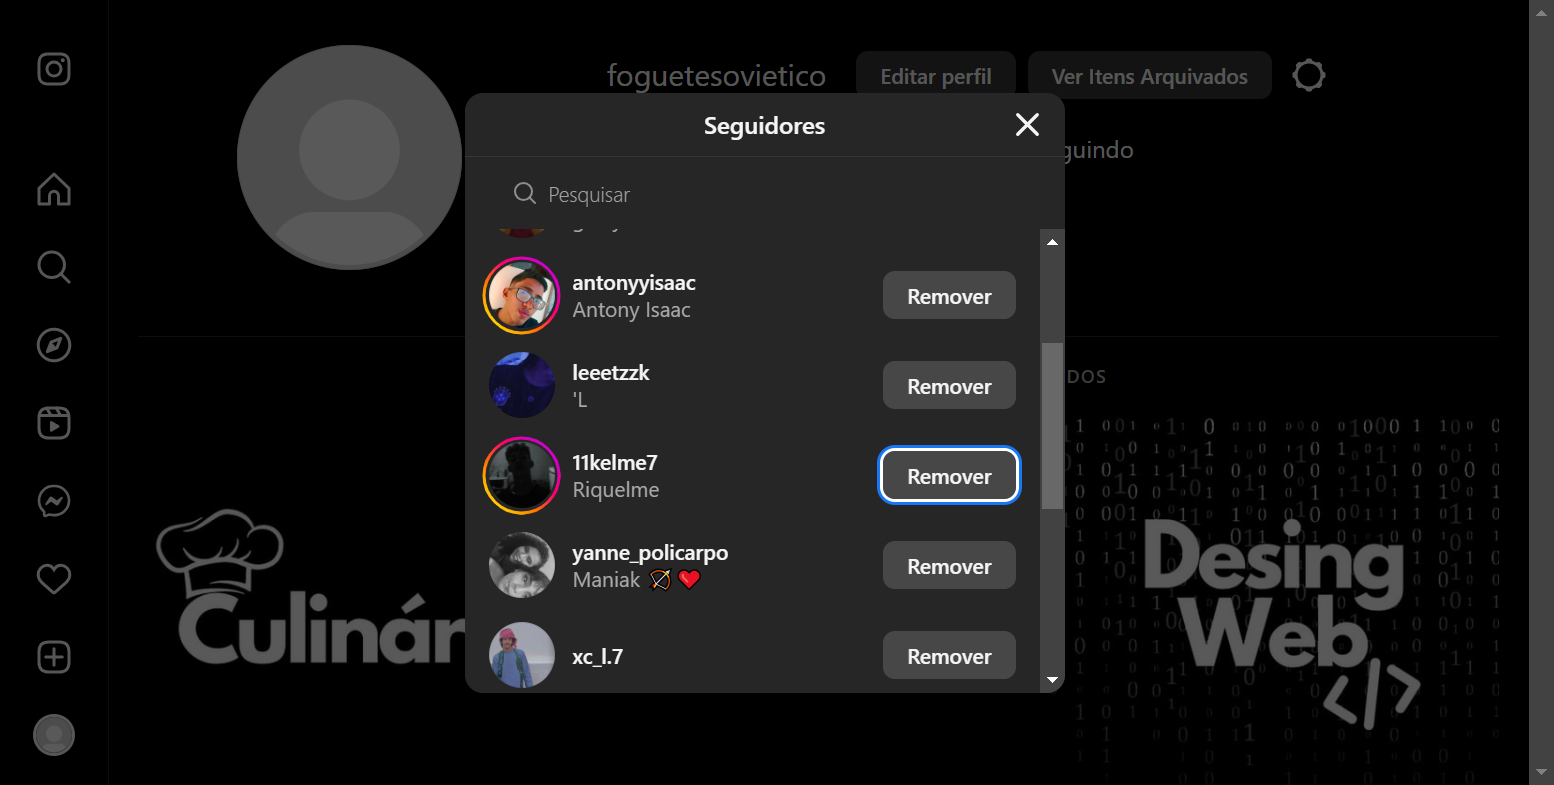 foguetesovietico
Editar perfil
Ver Itens Arquivados
guindo
Seguidores
Pesquisar
antonyyisaac
Antony Isaac
Remover
leeetzzk
'L
Remover
11kelme7
Riquelme
Remover
yanne_policarpo
Maniak 🏹❤️
Remover
xc_l.7
Remover
DOS
Culinár
Desing
Web
</>